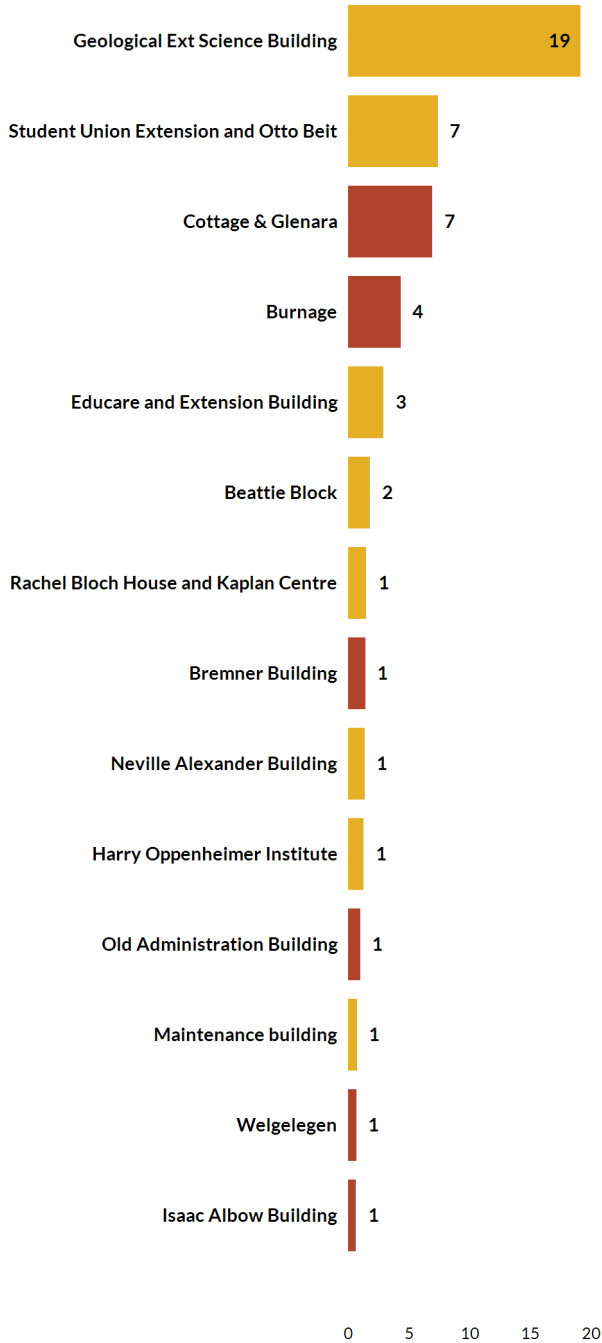 Geological Ext Science Building 19
Student Union Extension and Otto Beit 7
Cottage & Glenara 7
Burnage 4
Educare and Extension Building 3
Beattie Block 2
Rachel Bloch House and Kaplan Centre 1
Bremner Building 1
Neville Alexander Building 1
Harry Oppenheimer Institute 1
Old Administration Building 1
Maintenance building 1
Welgelegen 1
Isaac Albow Building 1
0 5 10 15 20